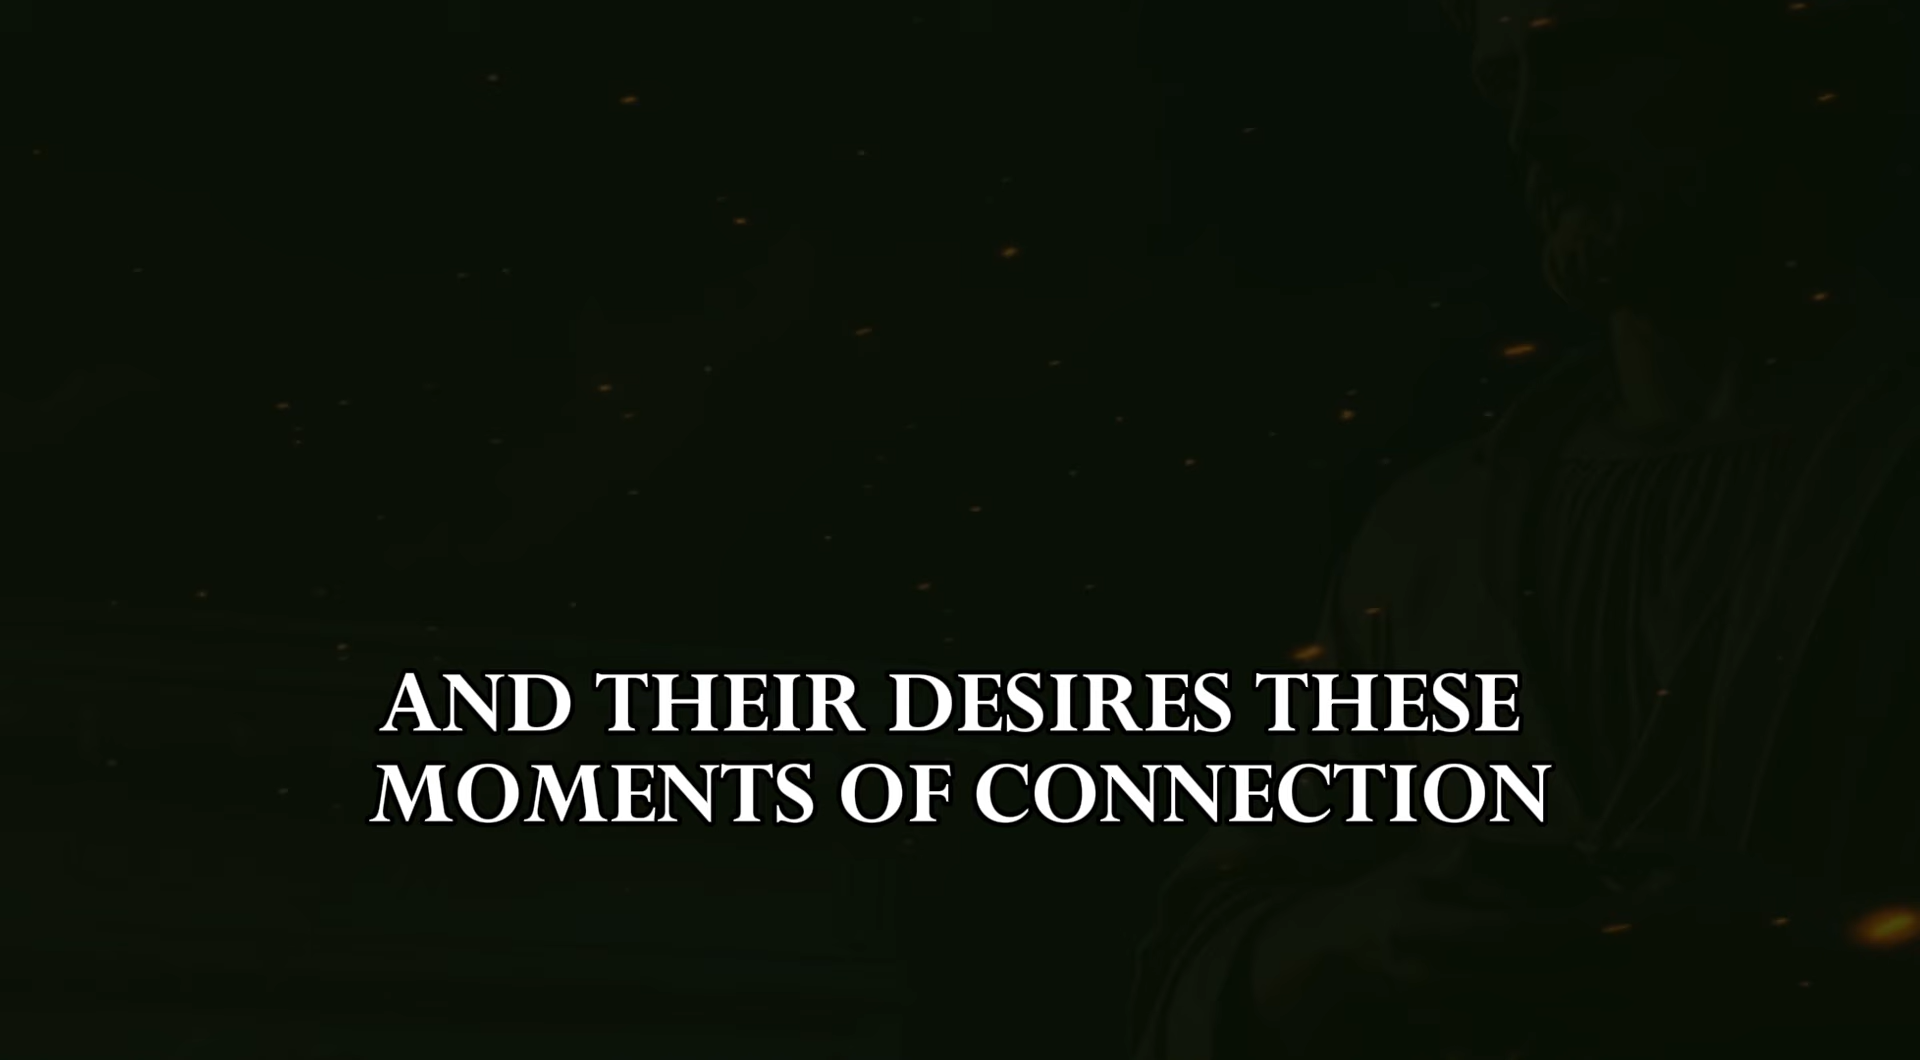 AND THEIR DESIRES THESE
MOMENTS OF CONNECTION